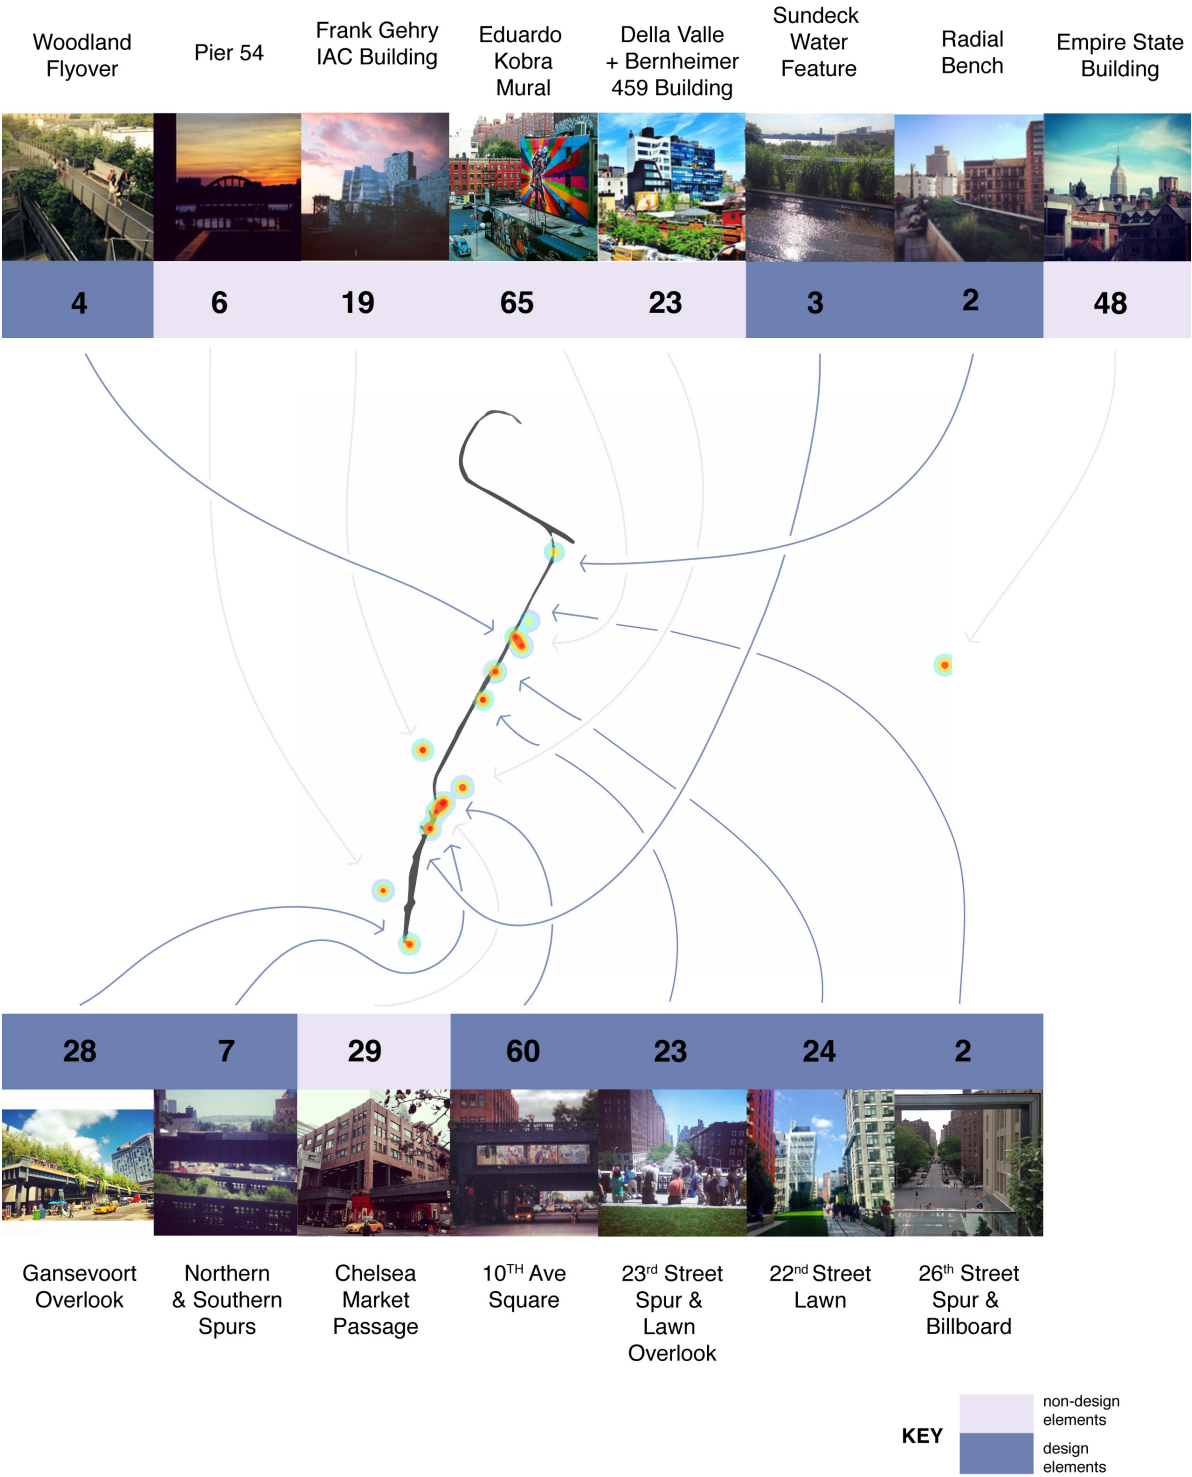 Woodland
Flyover
Pier 54
Frank Gehry
IAC Building
Eduardo
Kobra
Mural
Della Valle
+ Bernheimer
459 Building
Sundeck
Water
Feature
Radial
Bench
Empire State
Building
4
6
19
65
23
3
2
48
28
7
29
60
23
24
2
Gansevoort
Overlook
Northern
& Southern
Spurs
Chelsea
Market
Passage
10TH Ave
Square
23rd Street
Spur &
Lawn
Overlook
22nd Street
Lawn
26th Street
Spur &
Billboard
KEY
non-design
elements
design
elements